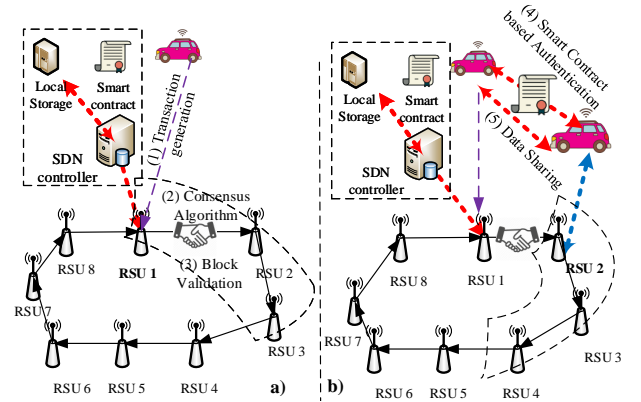 Local
Storage
Smart
contract
SDN
controller
(1) Transaction
generation
(2) Consensus
Algorithm
(3) Block
Validation
RSU 8
RSU 1
RSU 2
RSU 7
RSU 3
RSU 6
RSU 5
RSU 4
a)
(4) Smart Contract
based Authentication
Local
Storage
Smart
contract
(5) Data Sharing
SDN
controller
RSU 8
RSU 1
RSU 2
RSU 7
RSU 3
RSU 6
RSU 5
RSU 4
b)